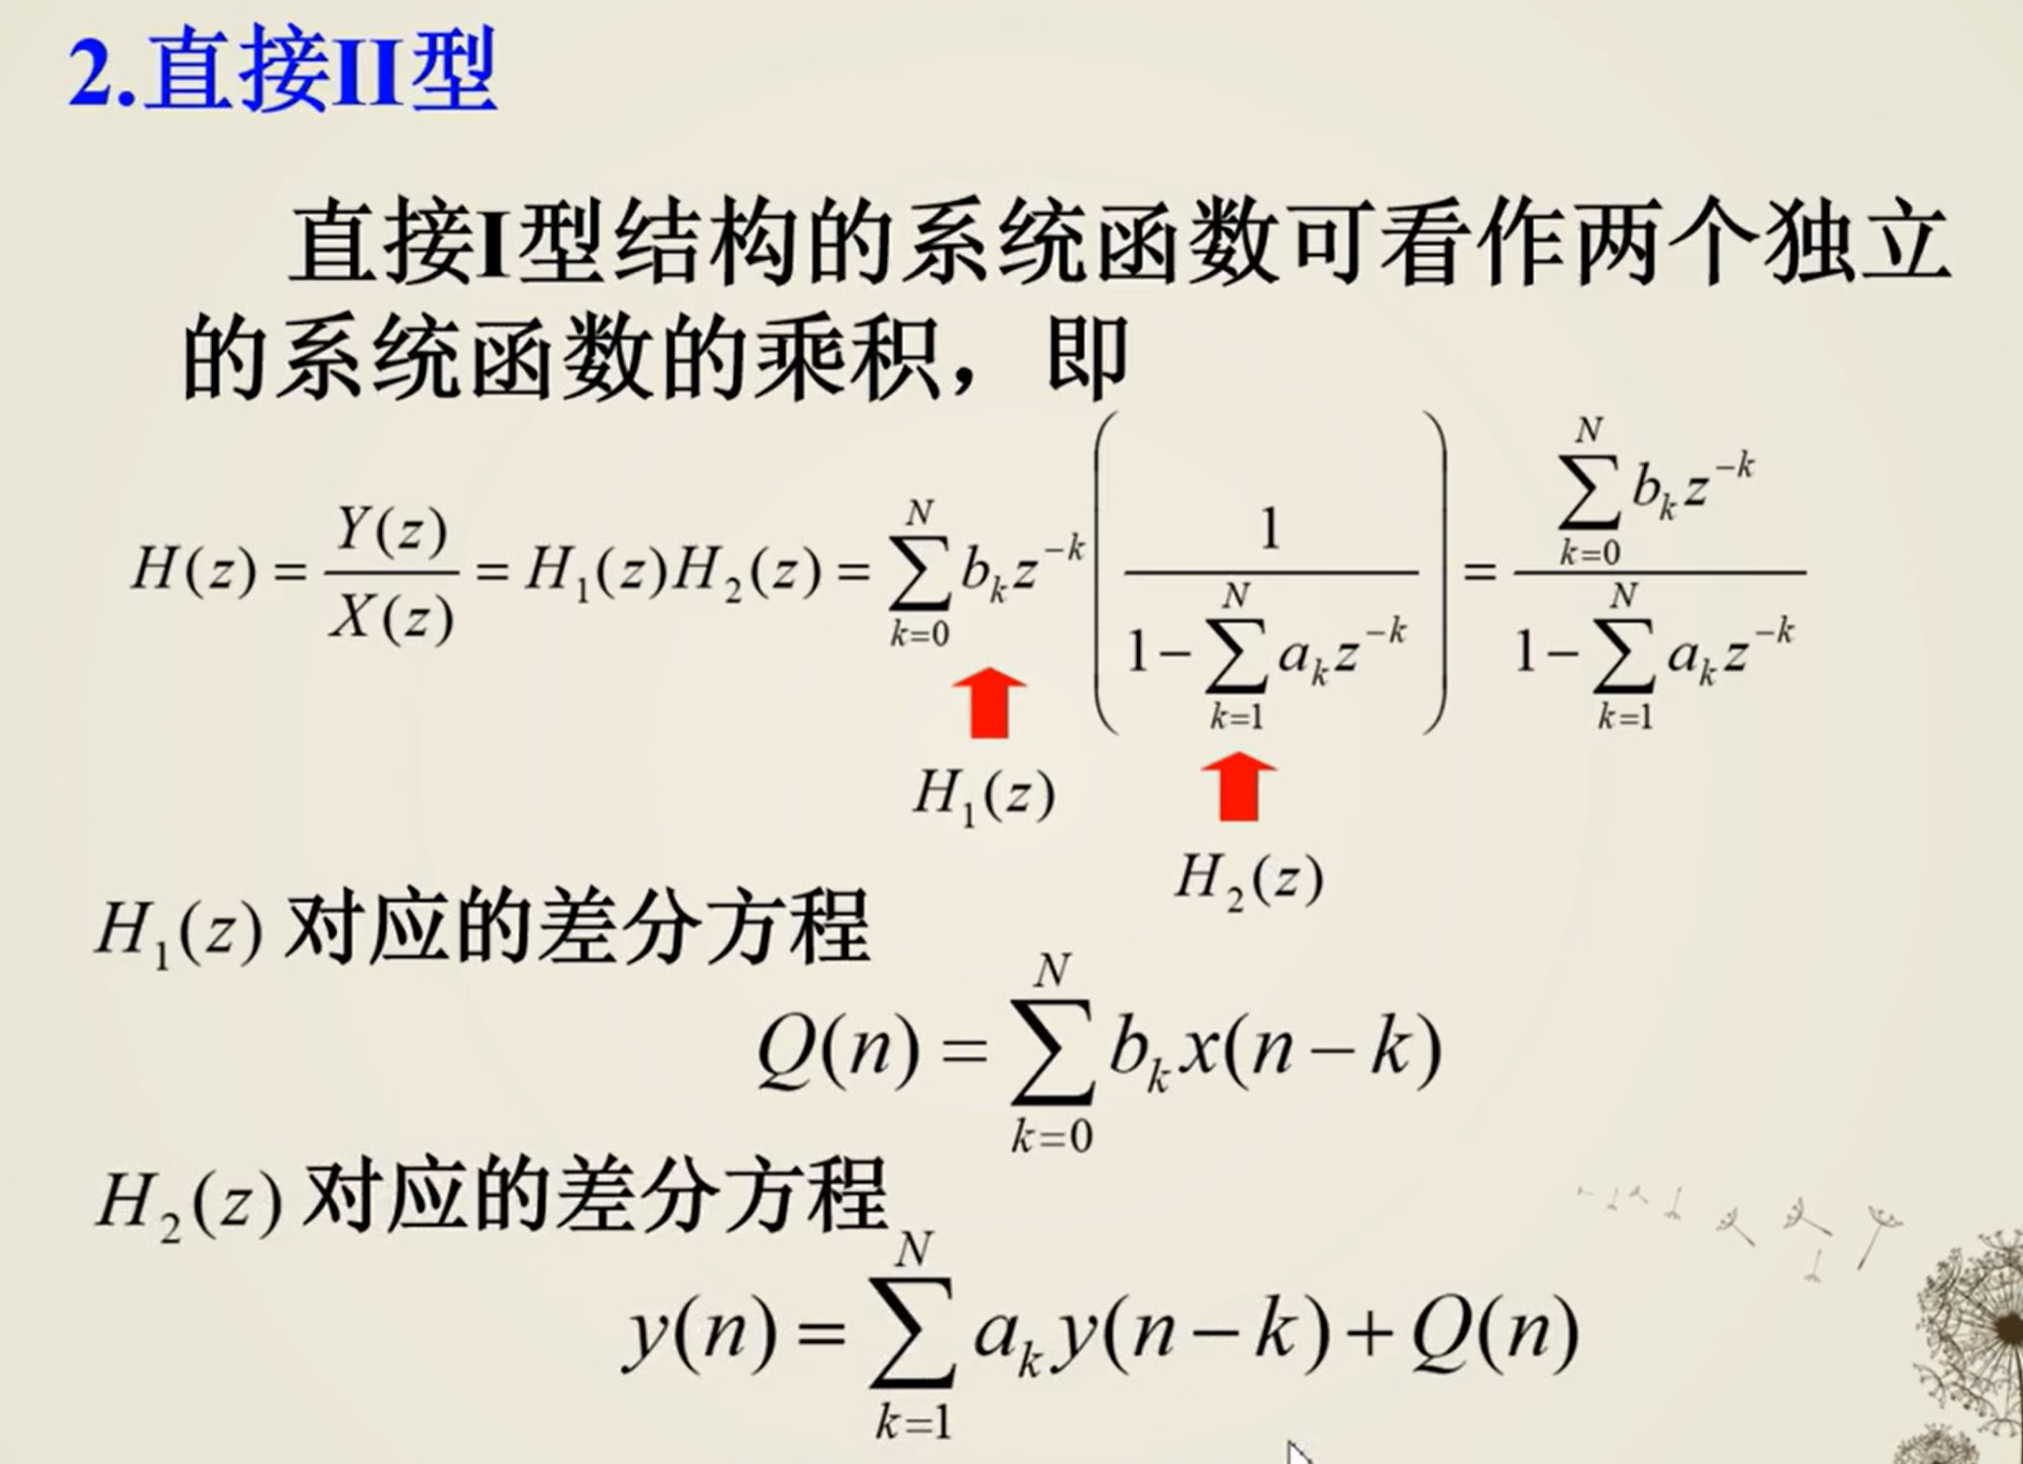 2.直接II型
直接I型结构的系统函数可看作两个独立
的系统函数的乘积，即
$H(z)=\frac{Y(z)}{X(z)}=H_1(z)H_2(z)=\sum_{k=0}^{N}b_kz^{-k}\left(\frac{1}{1-\sum_{k=1}^{N}a_kz^{-k}}\right)=\frac{\sum_{k=0}^{N}b_kz^{-k}}{1-\sum_{k=1}^{N}a_kz^{-k}}$
$H_1(z)$
$H_2(z)$
$H_1(z)$ 对应的差分方程
$Q(n)=\sum_{k=0}^{N}b_kx(n-k)$
$H_2(z)$ 对应的差分方程
$y(n)=\sum_{k=1}^{N}a_ky(n-k)+Q(n)$